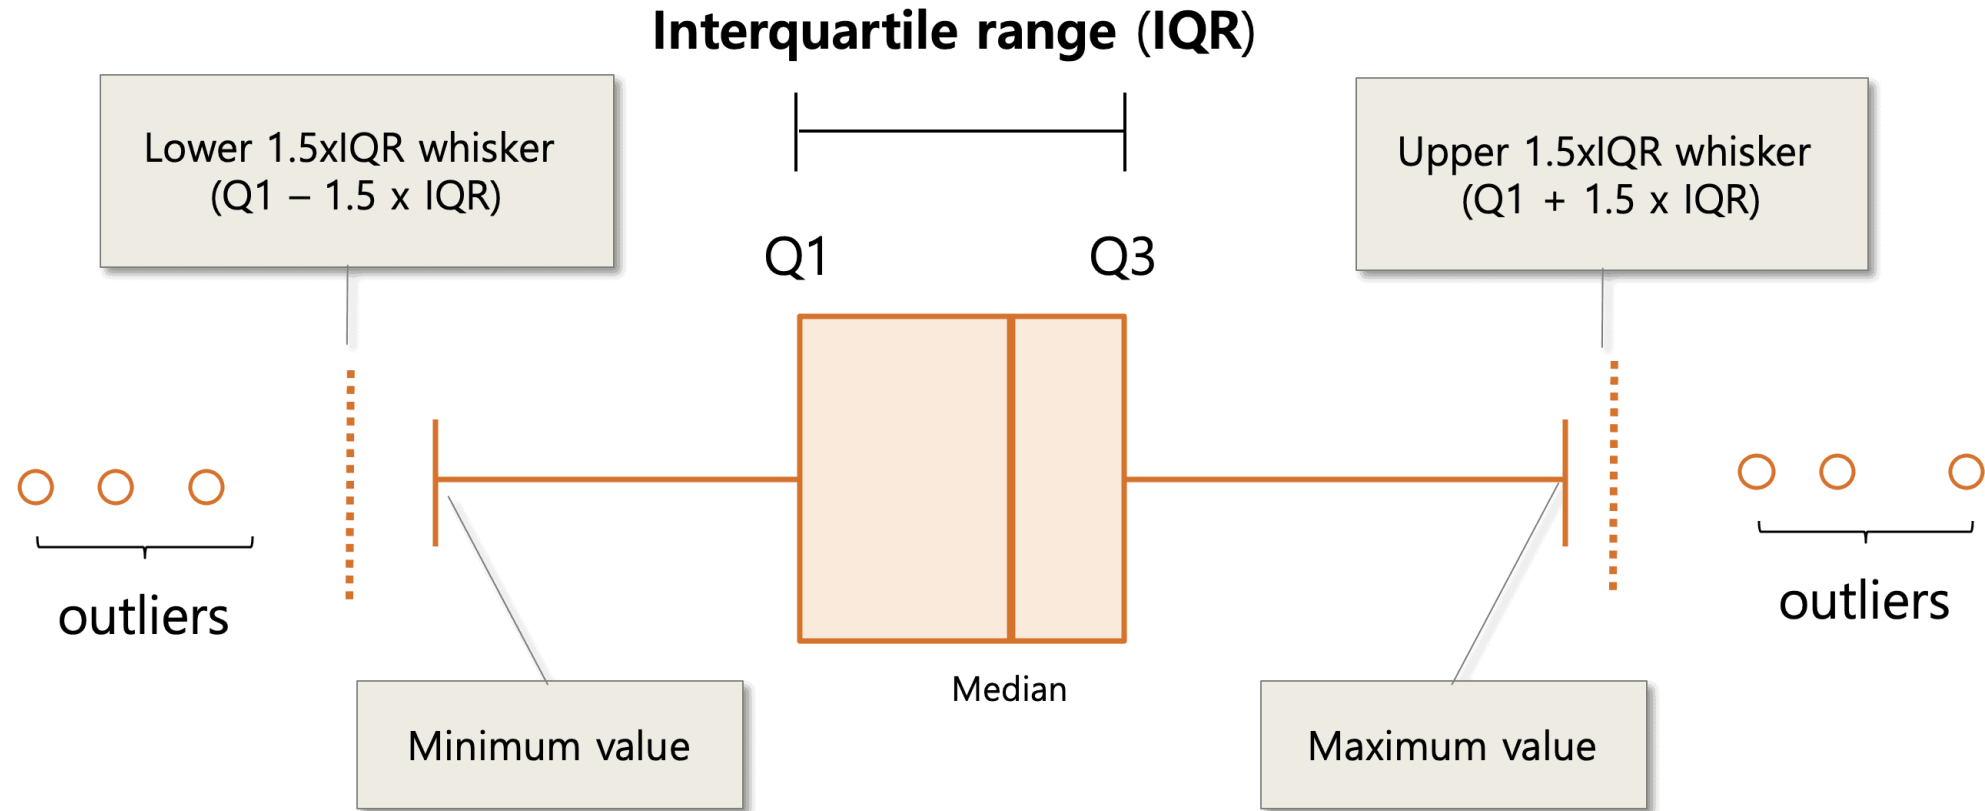 Interquartile range (IQR)
Lower 1.5xIQR whisker
(Q1 – 1.5 x IQR)
Upper 1.5xIQR whisker
(Q1 + 1.5 x IQR)
Q1
Q3
outliers
outliers
Median
Minimum value
Maximum value